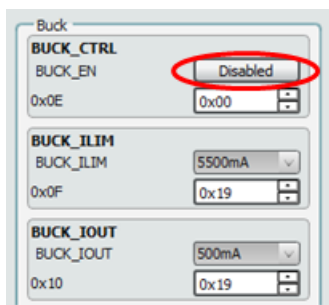 Buck
BUCK_CTRL
BUCK_EN Disabled
0x0E 0x00
BUCK_ILIM
BUCK_ILIM 5500mA
0x0F 0x19
BUCK_IOUT
BUCK_IOUT 500mA
0x10 0x19